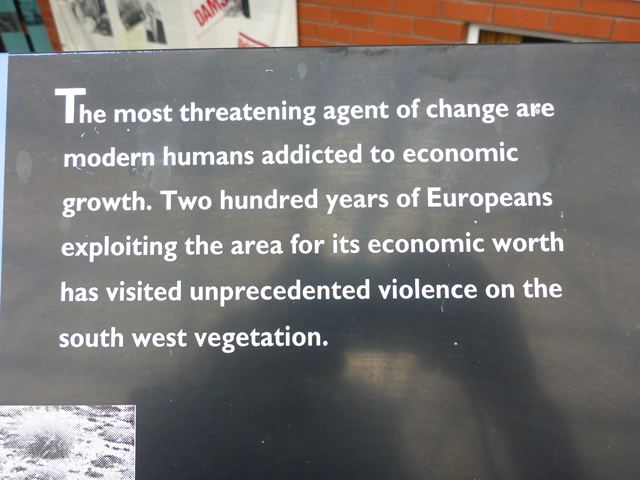 DAMS
The most threatening agent of change are
modern humans addicted to economic
growth. Two hundred years of Europeans
exploiting the area for its economic worth
has visited unprecedented violence on the
south west vegetation.